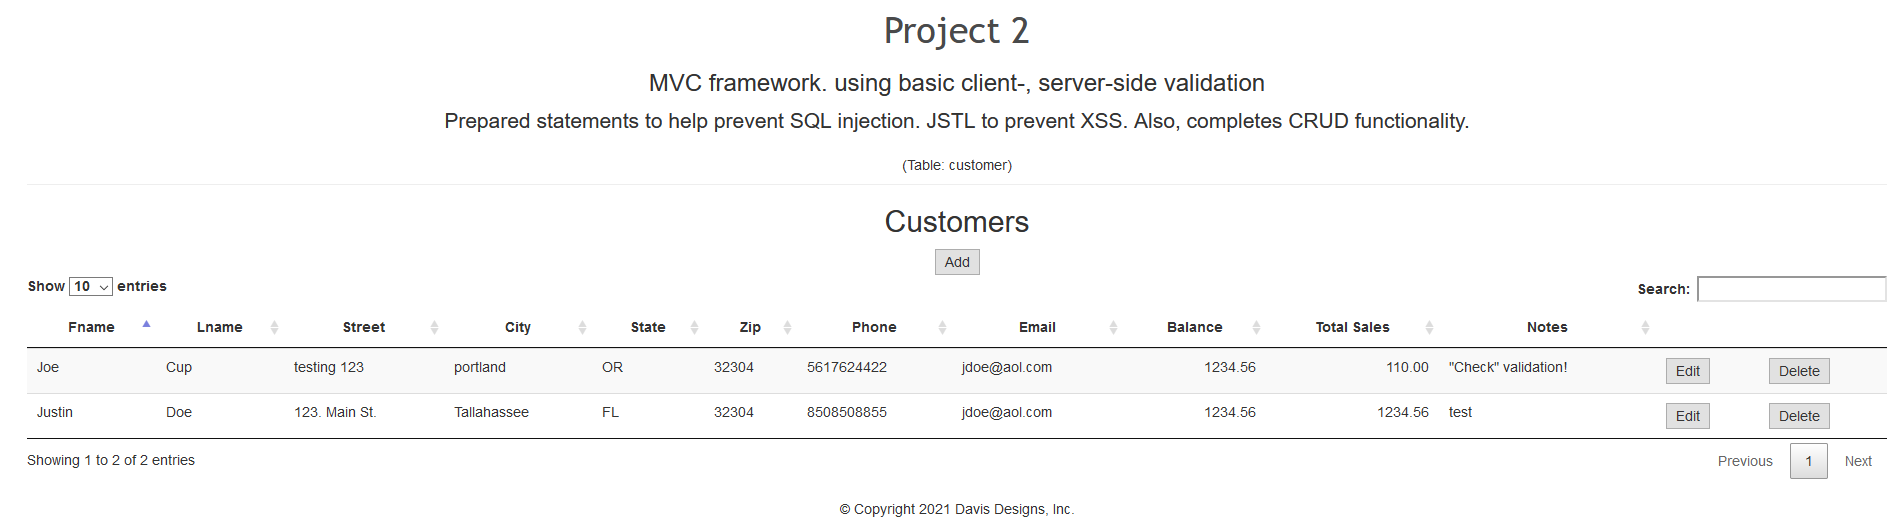 Project 2
MVC framework. using basic client-, server-side validation
Prepared statements to help prevent SQL injection. JSTL to prevent XSS. Also, completes CRUD functionality.
(Table: customer)
Customers
Add
Show 10 entries Search:
Fname Lname Street City State Zip Phone Email Balance Total Sales Notes
Joe Cup testing 123 portland OR 32304 5617624422 jdoe@aol.com 1234.56 110.00 "Check" validation! Edit Delete
Justin Doe 123. Main St. Tallahassee FL 32304 8508508855 jdoe@aol.com 1234.56 1234.56 test Edit Delete
Showing 1 to 2 of 2 entries Previous 1 Next
© Copyright 2021 Davis Designs, Inc.